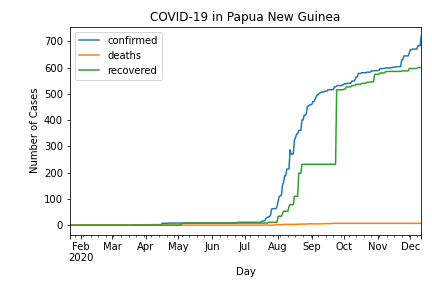 COVID-19 in Papua New Guinea
confirmed
deaths
recovered
700
600
500
400
300
200
100
0
Number of Cases
Feb Mar Apr May Jun Jul Aug Sep Oct Nov Dec
2020
Day